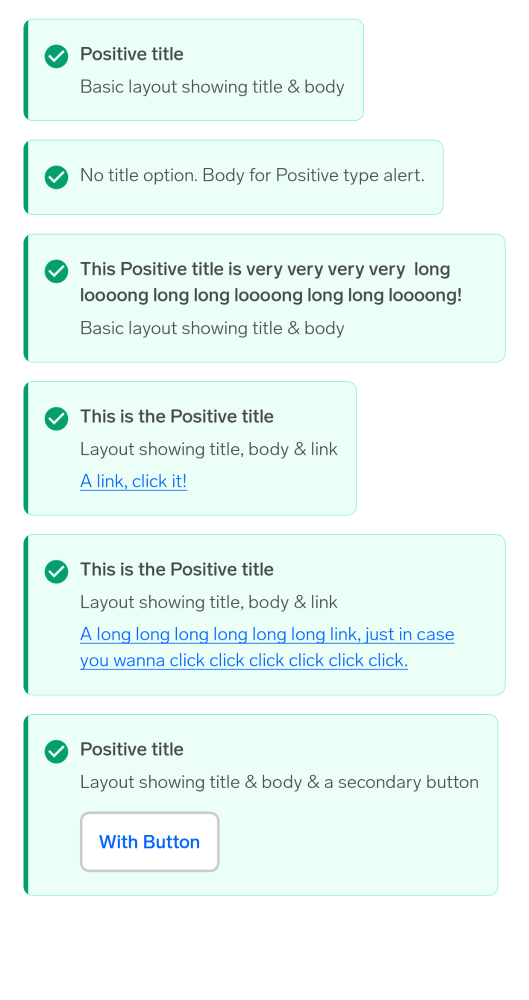 Positive title
Basic layout showing title & body
No title option. Body for Positive type alert.
This Positive title is very very very very  long
loooong long long loooong long long loooong!
Basic layout showing title & body
This is the Positive title
Layout showing title, body & link
A link, click it!
This is the Positive title
Layout showing title, body & link
A long long long long long long link, just in case
you wanna click click click click click click.
Positive title
Layout showing title & body & a secondary button
With Button